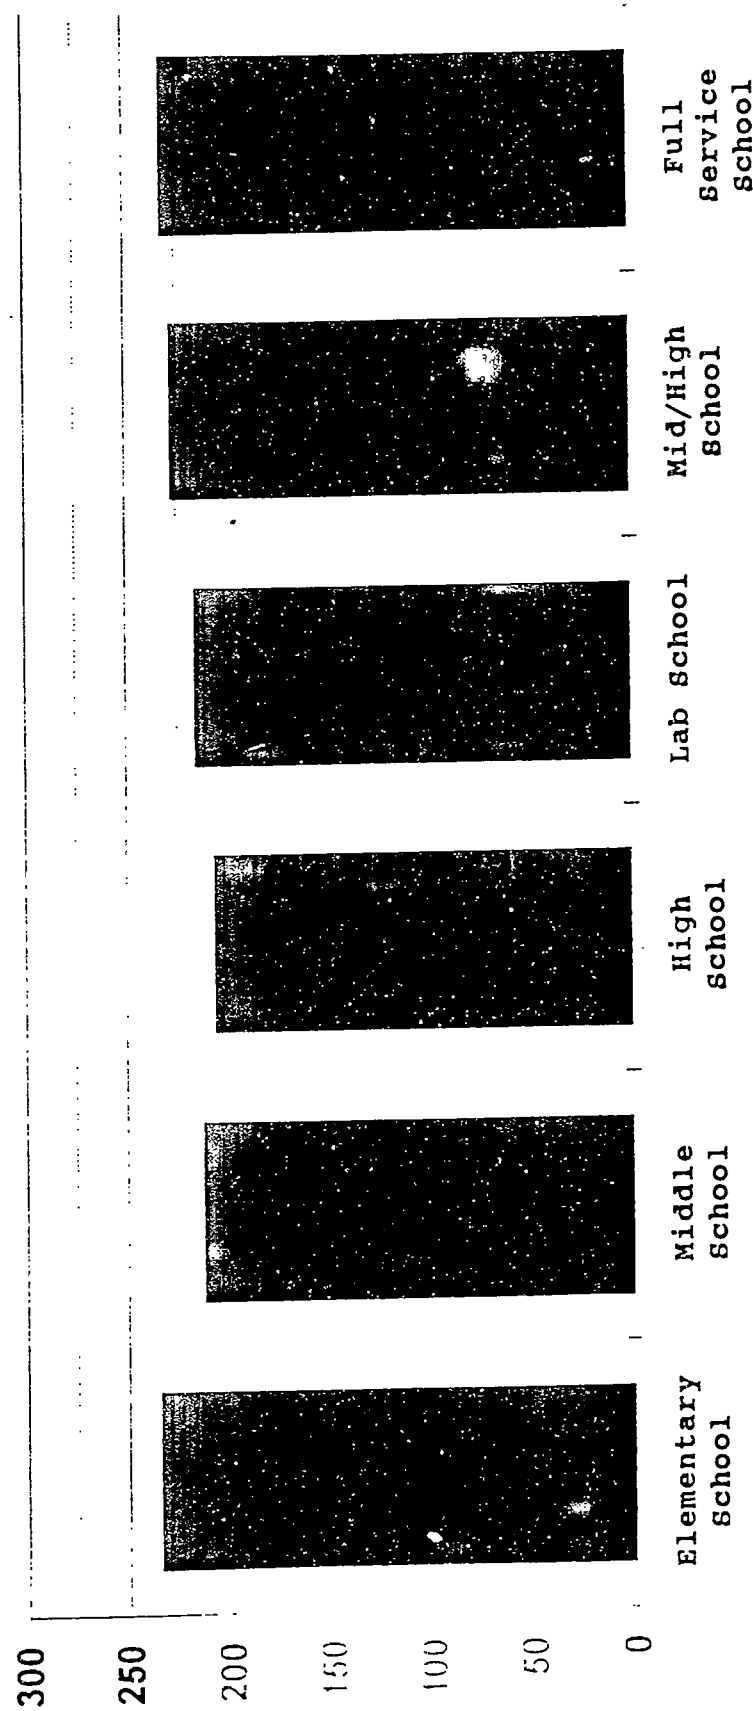 300
250
200
150
100
50
0
Elementary
School
Middle
School
High
School
Lab School
Mid/High
School
Full
Service
School